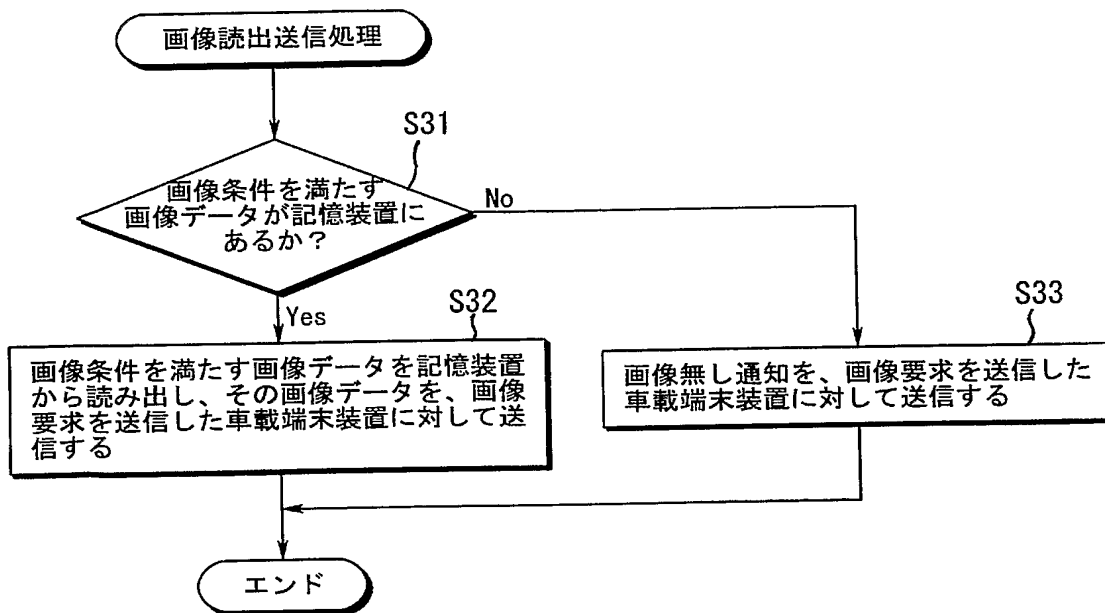 画像読出送信処理
S31
画像条件を満たす
画像データが記憶装置に
あるか?
No
Yes
S32
画像条件を満たす画像データを記憶装置
から読み出し、その画像データを、画像
要求を送信した車載端末装置に対して送
信する
S33
画像無し通知を、画像要求を送信した
車載端末装置に対して送信する
エンド